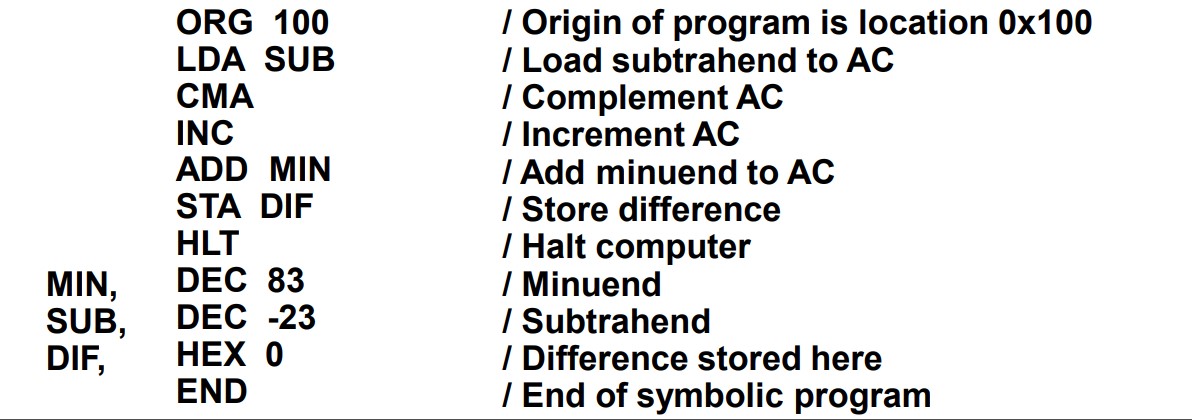 ORG 100 / Origin of program is location 0x100
LDA SUB / Load subtrahend to AC
CMA / Complement AC
INC / Increment AC
ADD MIN / Add minuend to AC
STA DIF / Store difference
HLT / Halt computer
MIN, DEC 83 / Minuend
SUB, DEC -23 / Subtrahend
DIF, HEX 0 / Difference stored here
END / End of symbolic program